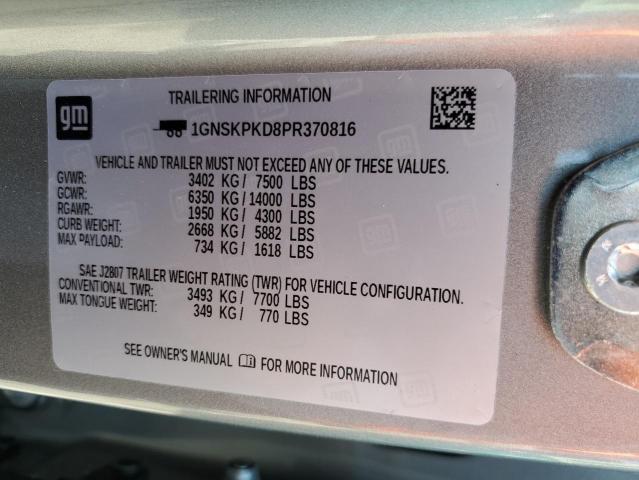 gm
TRAILERING INFORMATION
1GNSKPKD8PR370816
VEHICLE AND TRAILER MUST NOT EXCEED ANY OF THESE VALUES.
GVWR: 3402 KG/ 7500 LBS
GCWR: 6350 KG/14000 LBS
RGAWR: 1950 KG/ 4300 LBS
CURB WEIGHT: 2668 KG/ 5882 LBS
MAX PAYLOAD: 734 KG/ 1618 LBS
SAE J2807 TRAILER WEIGHT RATING (TWR) FOR VEHICLE CONFIGURATION.
CONVENTIONAL TWR: 3493 KG/ 7700 LBS
MAX TONGUE WEIGHT: 349 KG/ 770 LBS
SEE OWNER'S MANUAL FOR MORE INFORMATION